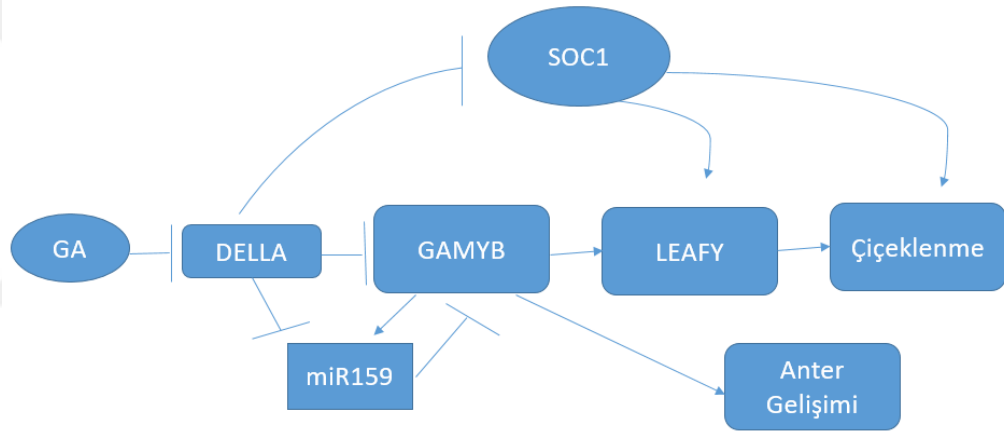 SOC1
GA
DELLA
GAMYB
LEAFY
Çiçeklenme
miR159
Anter
Gelişimi